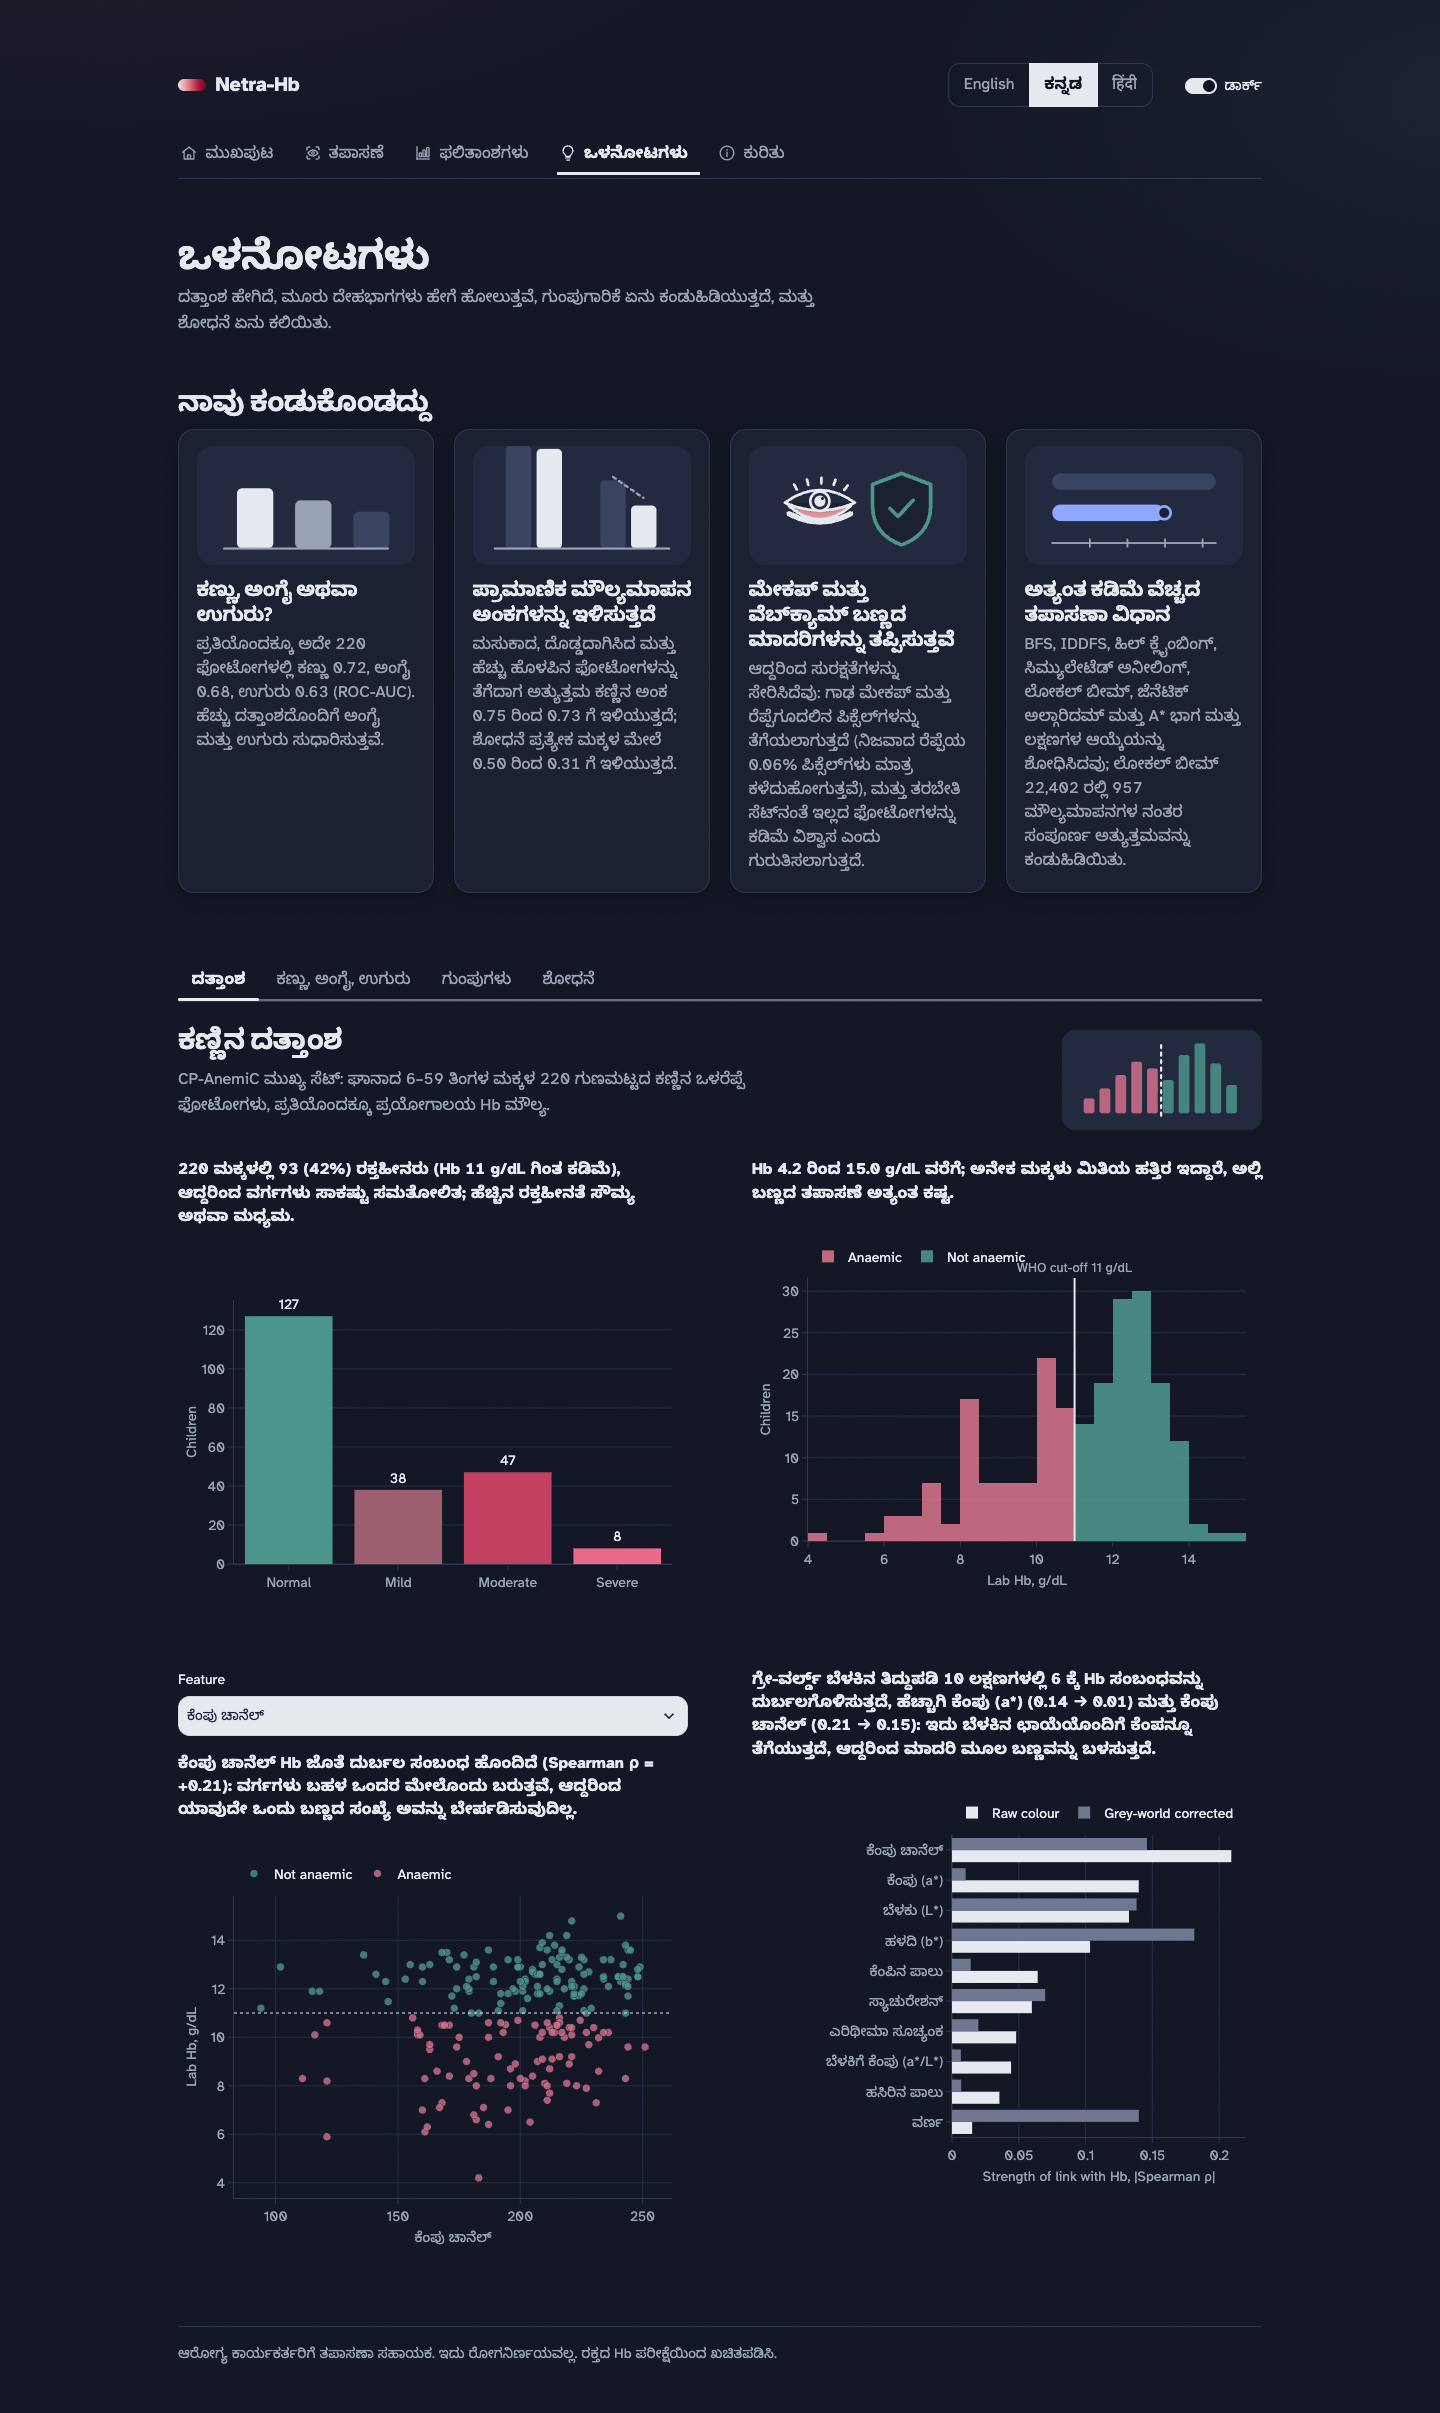 Netra-Hb
English
ಕನ್ನಡ
हिंदी
ಡಾರ್ಕ್
ಮುಖಪುಟ
ತಪಾಸಣೆ
ಫಲಿತಾಂಶಗಳು
ಒಳನೋಟಗಳು
ಕುರಿತು
ಒಳನೋಟಗಳು
ದತ್ತಾಂಶ ಹೇಗಿದೆ, ಮೂರು ದೇಹಭಾಗಗಳು ಹೇಗೆ ಹೋಲುತ್ತವೆ, ಗುಂಪುಗಾರಿಕೆ ಏನು ಕಂಡುಹಿಡಿಯುತ್ತದೆ, ಮತ್ತು
ಶೋಧನೆ ಏನು ಕಲಿಯಿತು.
ನಾವು ಕಂಡುಕೊಂಡದ್ದು
ಕಣ್ಣು, ಅಂಗೈ ಅಥವಾ
ಉಗುರು?
ಪ್ರತಿಯೊಂದಕ್ಕೂ ಅದೇ 220
ಫೋಟೋಗಳಲ್ಲಿ ಕಣ್ಣು 0.72, ಅಂಗೈ
0.68, ಉಗುರು 0.63 (ROC-AUC).
ಹೆಚ್ಚು ದತ್ತಾಂಶದೊಂದಿಗೆ ಅಂಗೈ
ಮತ್ತು ಉಗುರು ಸುಧಾರಿಸುತ್ತವೆ.
ಪ್ರಾಮಾಣಿಕ ಮೌಲ್ಯಮಾಪನ
ಅಂಕಗಳನ್ನು ಇಳಿಸುತ್ತದೆ
ಮಸುಕಾದ, ದೊಡ್ಡದಾಗಿಸಿದ ಮತ್ತು
ಹೆಚ್ಚು ಹೊಳಪಿನ ಫೋಟೋಗಳನ್ನು
ತೆಗೆದಾಗ ಅತ್ಯುತ್ತಮ ಕಣ್ಣಿನ ಅಂಕ
0.75 ರಿಂದ 0.73 ಗೆ ಇಳಿಯುತ್ತದೆ;
ಶೋಧನೆ ಪ್ರತ್ಯೇಕ ಮಕ್ಕಳ ಮೇಲೆ
0.50 ರಿಂದ 0.31 ಗೆ ಇಳಿಯುತ್ತದೆ.
ಮೇಕಪ್ ಮತ್ತು
ವೆಬ್‌ಕ್ಯಾಮ್ ಬಣ್ಣದ
ಮಾದರಿಗಳನ್ನು ತಪ್ಪಿಸುತ್ತವೆ
ಆದ್ದರಿಂದ ಸುರಕ್ಷತೆಗಳನ್ನು
ಸೇರಿಸಿದೆವು: ಗಾಢ ಮೇಕಪ್ ಮತ್ತು
ರೆಪ್ಪೆಗೂದಲಿನ ಪಿಕ್ಸೆಲ್‌ಗಳನ್ನು
ತೆಗೆಯಲಾಗುತ್ತದೆ (ನಿಜವಾದ ರೆಪ್ಪೆಯ
0.06% ಪಿಕ್ಸೆಲ್‌ಗಳು ಮಾತ್ರ
ಕಳೆದುಹೋಗುತ್ತವೆ), ಮತ್ತು ತರಬೇತಿ
ಸೆಟ್‌ನಂತೆ ಇಲ್ಲದ ಫೋಟೋಗಳನ್ನು
ಕಡಿಮೆ ವಿಶ್ವಾಸ ಎಂದು
ಗುರುತಿಸಲಾಗುತ್ತದೆ.
ಅತ್ಯಂತ ಕಡಿಮೆ ವೆಚ್ಚದ
ತಪಾಸಣಾ ವಿಧಾನ
BFS, IDDFS, ಹಿಲ್ ಕ್ಲೈಂಬಿಂಗ್,
ಸಿಮ್ಯುಲೇಟೆಡ್ ಅನೀಲಿಂಗ್,
ಲೋಕಲ್ ಬೀಮ್, ಜೆನೆಟಿಕ್
ಅಲ್ಗಾರಿದಮ್ ಮತ್ತು A* ಭಾಗ ಮತ್ತು
ಲಕ್ಷಣಗಳ ಆಯ್ಕೆಯನ್ನು
ಶೋಧಿಸಿದವು; ಲೋಕಲ್ ಬೀಮ್
22,402 ರಲ್ಲಿ 957
ಮೌಲ್ಯಮಾಪನಗಳ ನಂತರ
ಸಂಪೂರ್ಣ ಅತ್ಯುತ್ತಮವನ್ನು
ಕಂಡುಹಿಡಿಯಿತು.
ದತ್ತಾಂಶ
ಕಣ್ಣು, ಅಂಗೈ, ಉಗುರು
ಗುಂಪುಗಳು
ಶೋಧನೆ
ಕಣ್ಣಿನ ದತ್ತಾಂಶ
CP-AnemiC ಮುಖ್ಯ ಸೆಟ್: ಘಾನಾದ 6–59 ತಿಂಗಳ ಮಕ್ಕಳ 220 ಗುಣಮಟ್ಟದ ಕಣ್ಣಿನ ಒಳರೆಪ್ಪೆ
ಫೋಟೋಗಳು, ಪ್ರತಿಯೊಂದಕ್ಕೂ ಪ್ರಯೋಗಾಲಯ Hb ಮೌಲ್ಯ.
220 ಮಕ್ಕಳಲ್ಲಿ 93 (42%) ರಕ್ತಹೀನರು (Hb 11 g/dL ಗಿಂತ ಕಡಿಮೆ),
ಆದ್ದರಿಂದ ವರ್ಗಗಳು ಸಾಕಷ್ಟು ಸಮತೋಲಿತ; ಹೆಚ್ಚಿನ ರಕ್ತಹೀನತೆ ಸೌಮ್ಯ
ಅಥವಾ ಮಧ್ಯಮ.
Children
120
100
80
60
40
20
0
127
38
47
8
Normal
Mild
Moderate
Severe
Hb 4.2 ರಿಂದ 15.0 g/dL ವರೆಗೆ; ಅನೇಕ ಮಕ್ಕಳು ಮಿತಿಯ ಹತ್ತಿರ ಇದ್ದಾರೆ, ಅಲ್ಲಿ
ಬಣ್ಣದ ತಪಾಸಣೆ ಅತ್ಯಂತ ಕಷ್ಟ.
Anaemic
Not anaemic
WHO cut-off 11 g/dL
Children
30
25
20
15
10
5
0
4
6
8
10
12
14
Lab Hb, g/dL
Feature
ಕೆಂಪು ಚಾನೆಲ್
ಕೆಂಪು ಚಾನೆಲ್ Hb ಜೊತೆ ದುರ್ಬಲ ಸಂಬಂಧ ಹೊಂದಿದೆ (Spearman ρ =
+0.21): ವರ್ಗಗಳು ಬಹಳ ಒಂದರ ಮೇಲೊಂದು ಬರುತ್ತವೆ, ಆದ್ದರಿಂದ
ಯಾವುದೇ ಒಂದು ಬಣ್ಣದ ಸಂಖ್ಯೆ ಅವನ್ನು ಬೇರ್ಪಡಿಸುವುದಿಲ್ಲ.
Not anaemic
Anaemic
Lab Hb, g/dL
14
12
10
8
6
4
100
150
200
250
ಕೆಂಪು ಚಾನೆಲ್
ಗ್ರೇ-ವರ್ಲ್ಡ್ ಬೆಳಕಿನ ತಿದ್ದುಪಡಿ 10 ಲಕ್ಷಣಗಳಲ್ಲಿ 6 ಕ್ಕೆ Hb ಸಂಬಂಧವನ್ನು
ದುರ್ಬಲಗೊಳಿಸುತ್ತದೆ, ಹೆಚ್ಚಾಗಿ ಕೆಂಪು (a*) (0.14 → 0.01) ಮತ್ತು ಕೆಂಪು
ಚಾನೆಲ್ (0.21 → 0.15): ಇದು ಬೆಳಕಿನ ಛಾಯೆಯೊಂದಿಗೆ ಕೆಂಪನ್ನೂ
ತೆಗೆಯುತ್ತದೆ, ಆದ್ದರಿಂದ ಮಾದರಿ ಮೂಲ ಬಣ್ಣವನ್ನು ಬಳಸುತ್ತದೆ.
Raw colour
Grey-world corrected
ಕೆಂಪು ಚಾನೆಲ್
ಕೆಂಪು (a*)
ಬೆಳಕು (L*)
ಹಳದಿ (b*)
ಕೆಂಪಿನ ಪಾಲು
ಸ್ಯಾಚುರೇಶನ್
ಎರಿಥೀಮಾ ಸೂಚ್ಯಂಕ
ಬೆಳಕಿಗೆ ಕೆಂಪು (a*/L*)
ಹಸಿರಿನ ಪಾಲು
ವರ್ಣ
0
0.05
0.1
0.15
0.2
Strength of link with Hb, |Spearman ρ|
ಆರೋಗ್ಯ ಕಾರ್ಯಕರ್ತರಿಗೆ ತಪಾಸಣಾ ಸಹಾಯಕ. ಇದು ರೋಗನಿರ್ಣಯವಲ್ಲ. ರಕ್ತದ Hb ಪರೀಕ್ಷೆಯಿಂದ ಖಚಿತಪಡಿಸಿ.